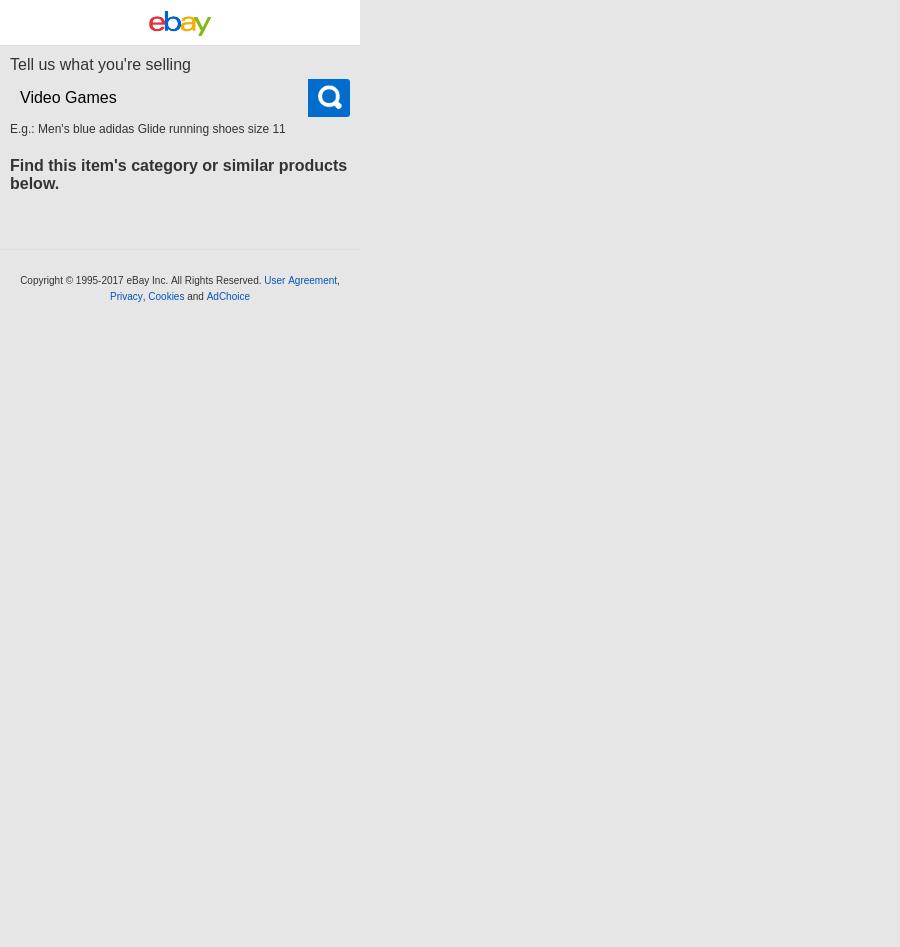 ebay
Tell us what you're selling
Video Games
E.g.: Men's blue adidas Glide running shoes size 11
Find this item's category or similar products
below.
Copyright © 1995-2017 eBay Inc. All Rights Reserved. User Agreement,
Privacy, Cookies and AdChoice